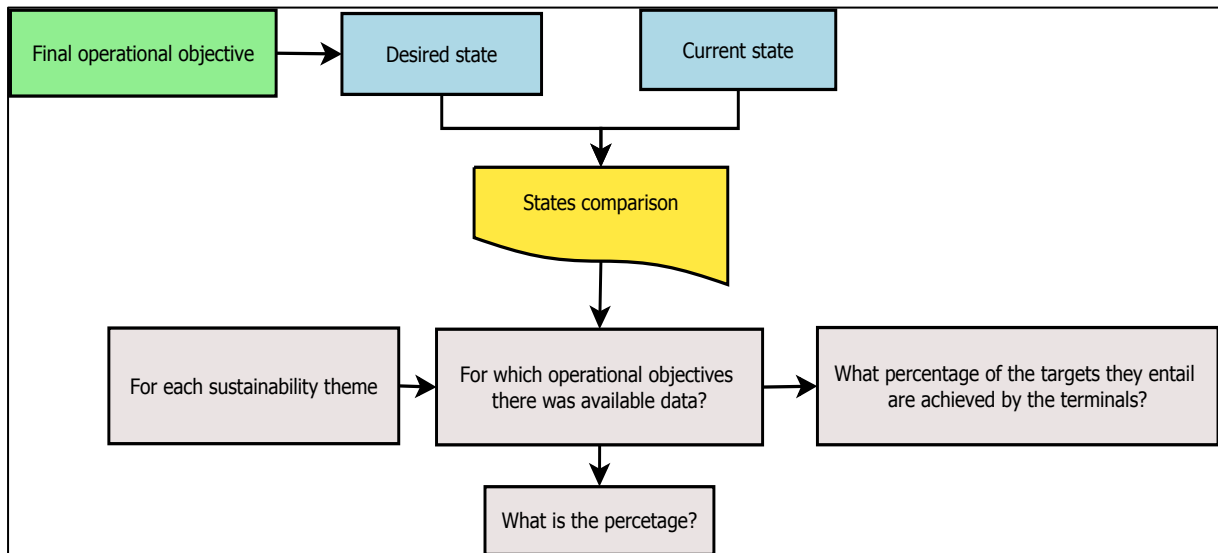 Final operational objective
Desired state
Current state
States comparison
For each sustainability theme
For which operational objectives
there was available data?
What percentage of the targets they entail
are achieved by the terminals?
What is the percetage?